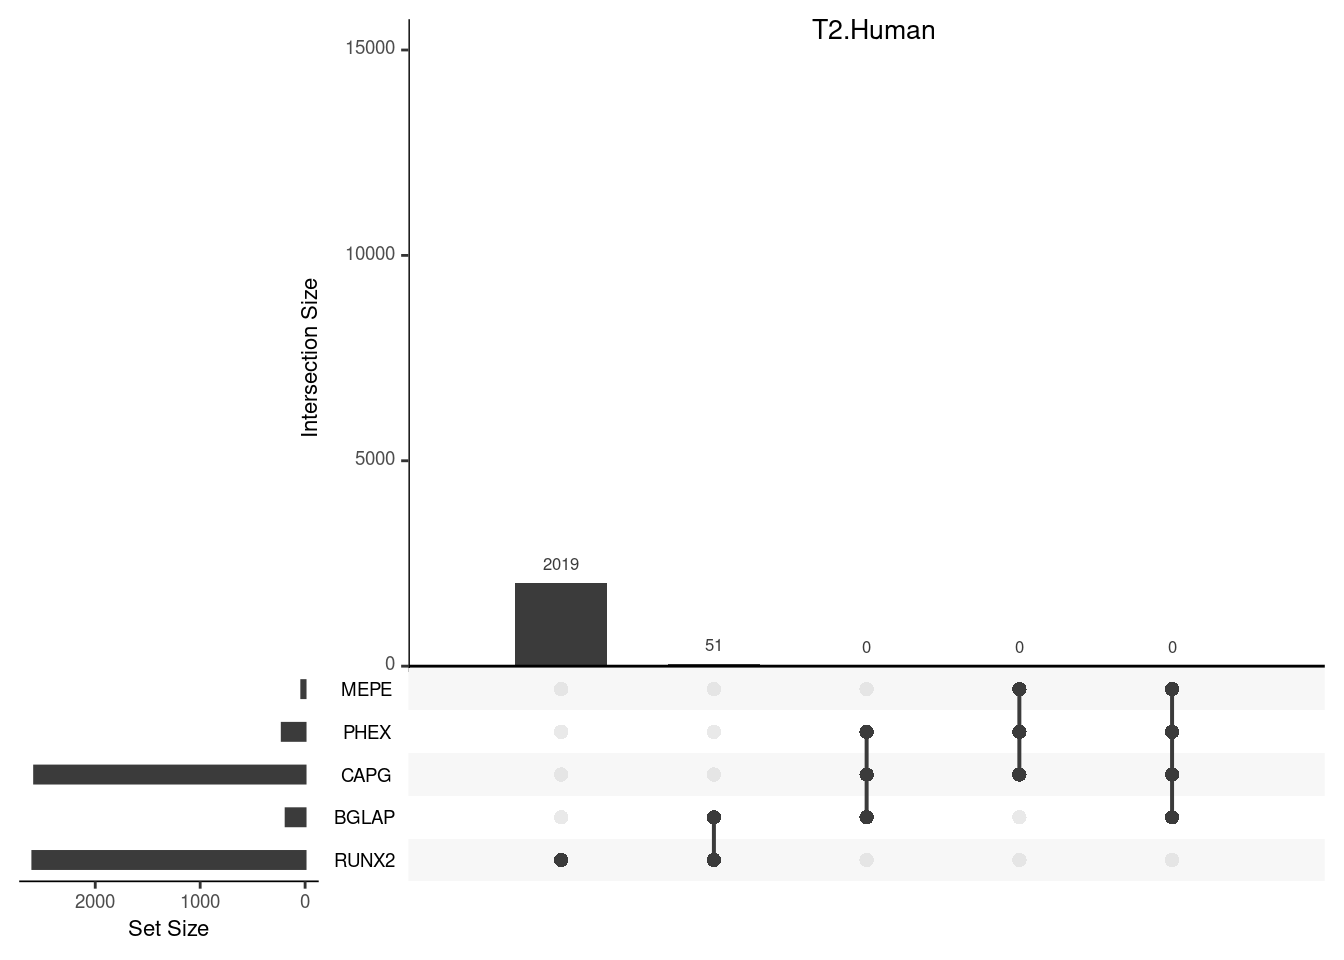 T2.Human
15000
10000
5000
0
Intersection Size
2019
51
0
0
0
MEPE
PHEX
CAPG
BGLAP
RUNX2
2000
1000
0
Set Size